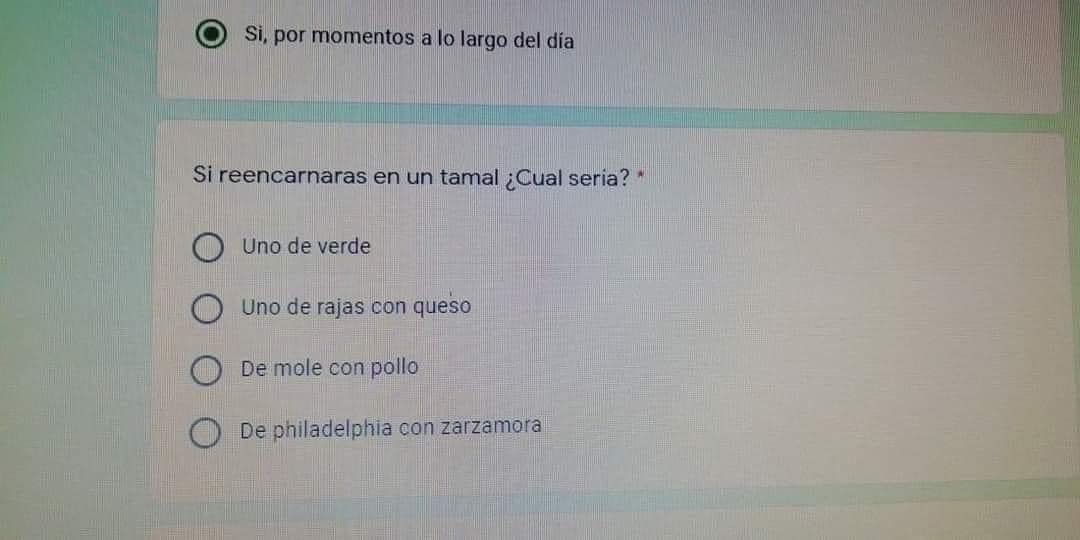 Si, por momentos a lo largo del día
Si reencarnaras en un tamal ¿Cual seria? *
Uno de verde
Uno de rajas con queso
De mole con pollo
De philadelphia con zarzamora